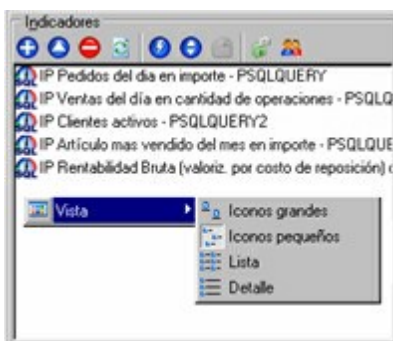 Indicadores
IP Pedidos del dia en importe - PSQLQUERY
IP Ventas del día en cantidad de operaciones - PSQLQ
IP Clientes activos - PSQLQUERY2
IP Artículo mas vendido del mes en importe - PSQLQUE
IP Rentabilidad Bruta (valoriz. por costo de reposición)
Vista
Iconos grandes
Iconos pequeños
Lista
Detalle